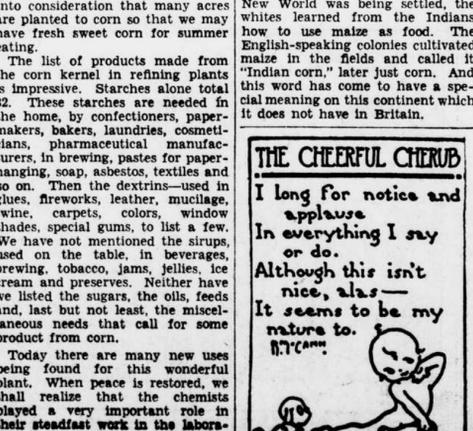 into consideration that many acres
are planted to corn so that we may
have fresh sweet corn for summer
eating.
The list of products made from
the corn kernel in refining plants
is impressive. Starches alone total
32. These starches are needed in
the home, by confectioners, paper-
makers, bakers, laundries, cosmeti-
cians, pharmaceutical manufac-
turers, in brewing, pastes for paper-
hanging, soap, asbestos, textiles and
so on. Then the dextrins—used in
glues, fireworks, leather, mucilage,
twine, carpets, colors, window
shades, special gums, to list a few.
We have not mentioned the sirups,
used on the table, in beverages,
brewing, tobacco, jams, jellies, ice
cream and preserves. Neither have
we listed the sugars, the oils, feeds
and, last but not least, the miscel-
laneous needs that call for some
product from corn.
Today there are many new uses
being found for this wonderful
plant. When peace is restored, we
shall realize that the chemists
played a very important role in
their steadfast work in the labora-
New World was being settled, the
whites learned from the Indians
how to use maize as food. The
English-speaking colonies cultivated
maize in the fields and called it
"Indian corn," later just corn. And
this word has come to have a spe-
cial meaning on this continent which
it does not have in Britain.
THE CHEERFUL CHERUB
I long for notice and
applause
In everything I say
or do.
Although this isn't
nice, alas—
It seems to be my
nature to.
R.T-Cann